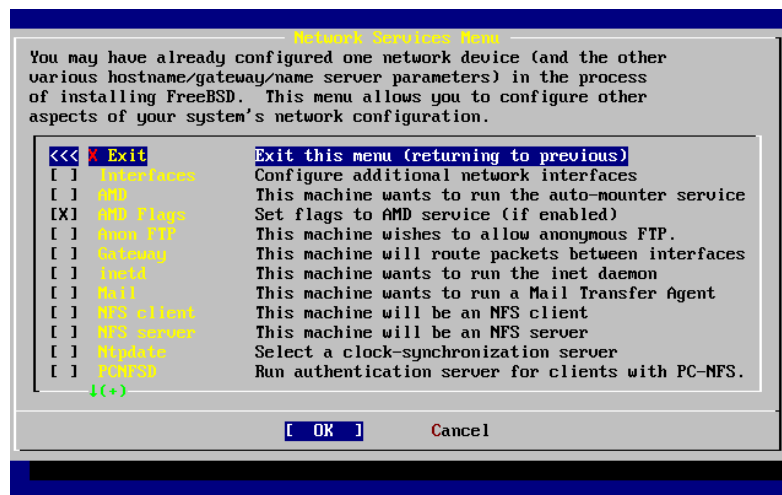 Network Services Menu
You may have already configured one network device (and the other
various hostname/gateway/name server parameters) in the process
of installing FreeBSD.  This menu allows you to configure other
aspects of your system's network configuration.
<<< X Exit Exit this menu (returning to previous)
[ ] Interfaces Configure additional network interfaces
[ ] AMD This machine wants to run the auto-mounter service
[X] AMD Flags Set flags to AMD service (if enabled)
[ ] Anon FTP This machine wishes to allow anonymous FTP.
[ ] Gateway This machine will route packets between interfaces
[ ] inetd This machine wants to run the inet daemon
[ ] Mail This machine wants to run a Mail Transfer Agent
[ ] NFS client This machine will be an NFS client
[ ] NFS server This machine will be an NFS server
[ ] Ntpdate Select a clock-synchronization server
[ ] PCNFSD Run authentication server for clients with PC-NFS.
↓(+)
[ OK ] Cancel